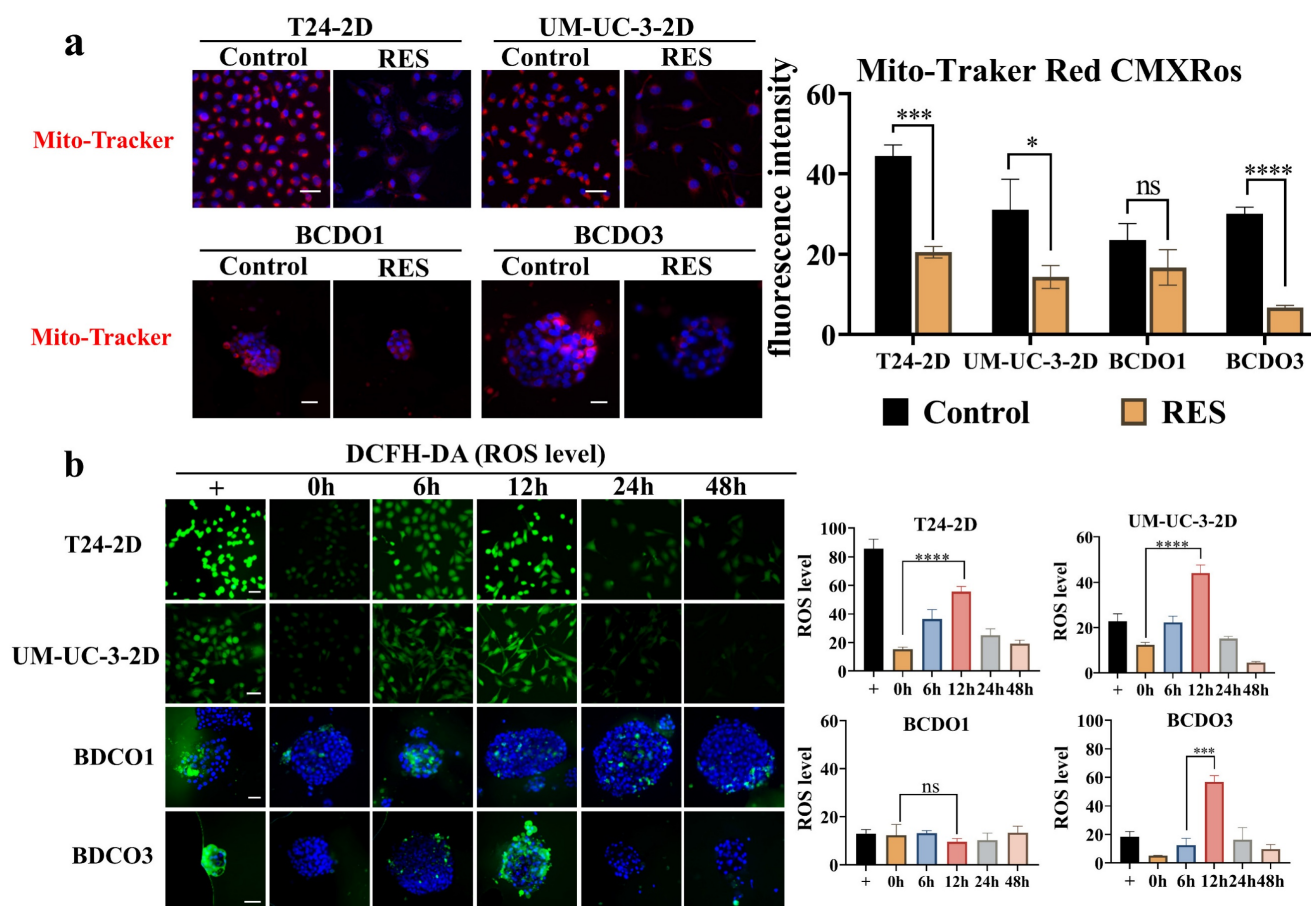 a
T24-2D
UM-UC-3-2D
Control
RES
Control
RES
Mito-Tracker
BCDO1
BCDO3
Control
RES
Control
RES
Mito-Tracker
Mito-Traker Red CMXRos
fluorescence intensity
60
40
20
0
***
*
ns
****
T24-2D
UM-UC-3-2D
BCDO1
BCDO3
Control
RES
b
DCFH-DA (ROS level)
+
0h
6h
12h
24h
48h
T24-2D
UM-UC-3-2D
BDCO1
BDCO3
T24-2D
ROS level
100
80
60
40
20
0
****
+ 0h 6h 12h 24h 48h
UM-UC-3-2D
ROS level
60
40
20
0
****
+ 0h 6h 12h 24h 48h
BCDO1
ROS level
60
40
20
0
ns
+ 0h 6h 12h 24h 48h
BCDO3
ROS level
100
80
60
40
20
0
***
+ 0h 6h 12h 24h 48h